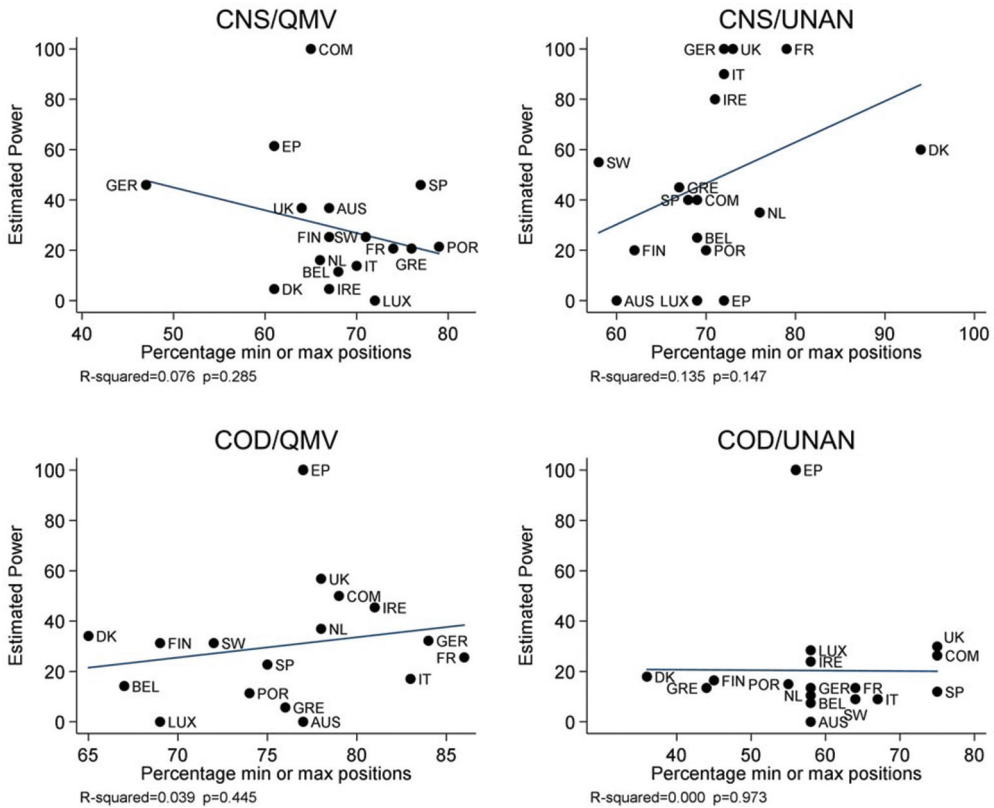 CNS/QMV
100
80
60
40
20
0
Estimated Power
COM
EP
GER
SP
UK
AUS
FIN
SW
FR
GRE
POR
NL
IT
BEL
DK
IRE
LUX
40 50 60 70 80
Percentage min or max positions
R-squared=0.076 p=0.285
CNS/UNAN
100
80
60
40
20
0
Estimated Power
GER
UK
FR
IT
IRE
DK
SW
GRE
SP
COM
NL
BEL
FIN
POR
AUS
LUX
EP
60 70 80 90 100
Percentage min or max positions
R-squared=0.135 p=0.147
COD/QMV
100
80
60
40
20
0
Estimated Power
EP
UK
COM
IRE
NL
DK
FIN
SW
GER
FR
SP
IT
BEL
POR
GRE
LUX
AUS
65 70 75 80 85
Percentage min or max positions
R-squared=0.039 p=0.445
COD/UNAN
100
80
60
40
20
0
Estimated Power
EP
UK
LUX
COM
IRE
DK
FIN
POR
GRE
GER
FR
SP
NL
BEL
IT
SW
AUS
40 50 60 70 80
Percentage min or max positions
R-squared=0.000 p=0.973